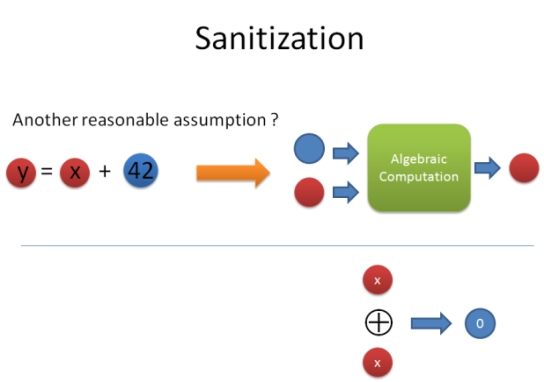 Sanitization
Another reasonable assumption ?
y = x + 42
Algebraic
Computation
x
0
x